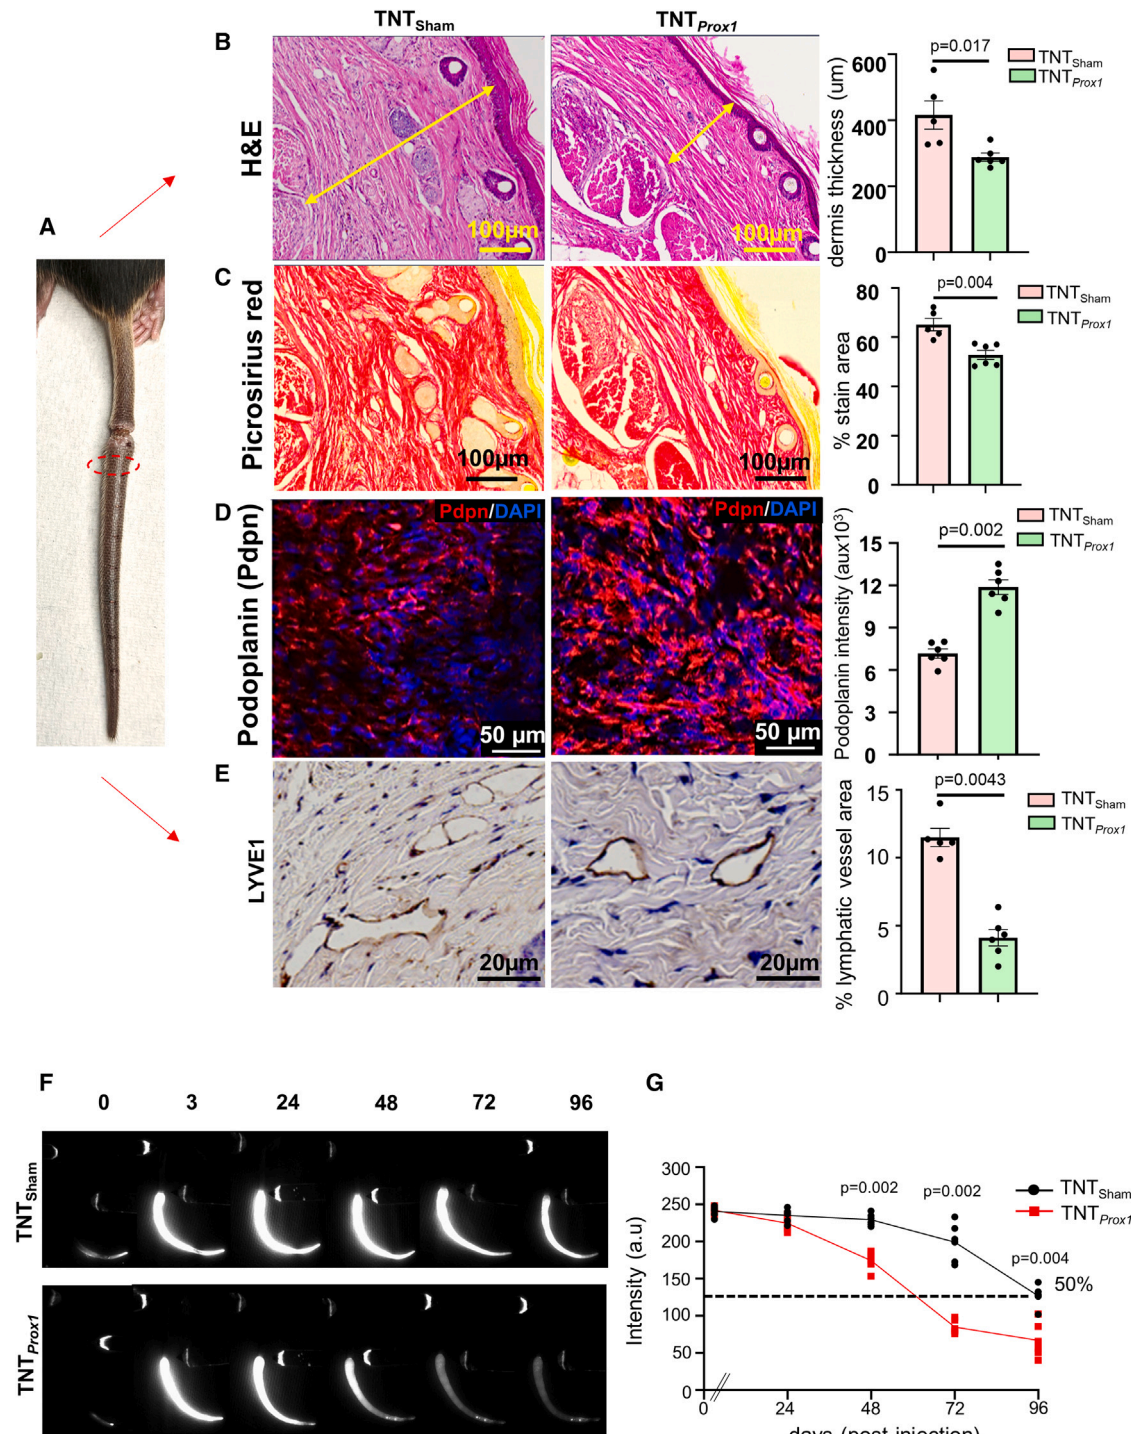 TNTSham
TNTProx1
A
B
H&E
100μm
100μm
dermis thickness (um)
600
400
200
0
p=0.017
TNTSham
TNTProx1
C
Picrosirius red
100μm
100μm
% stain area
80
60
40
20
0
p=0.004
TNTSham
TNTProx1
D
Podoplanin (Pdpn)
Pdpn/DAPI
50 μm
Pdpn/DAPI
50 μm
Podoplanin intensity (aux10³)
15
12
9
6
3
0
p=0.002
TNTSham
TNTProx1
E
LYVE1
20μm
20μm
% lymphatic vessel area
15
10
5
0
p=0.0043
TNTSham
TNTProx1
F
0 3 24 48 72 96
TNTSham
TNTProx1
G
Intensity (a.u)
300
250
200
150
100
50
0
p=0.002
p=0.002
p=0.004
50%
TNTSham
TNTProx1
0 24 48 72 96
days (post injection)